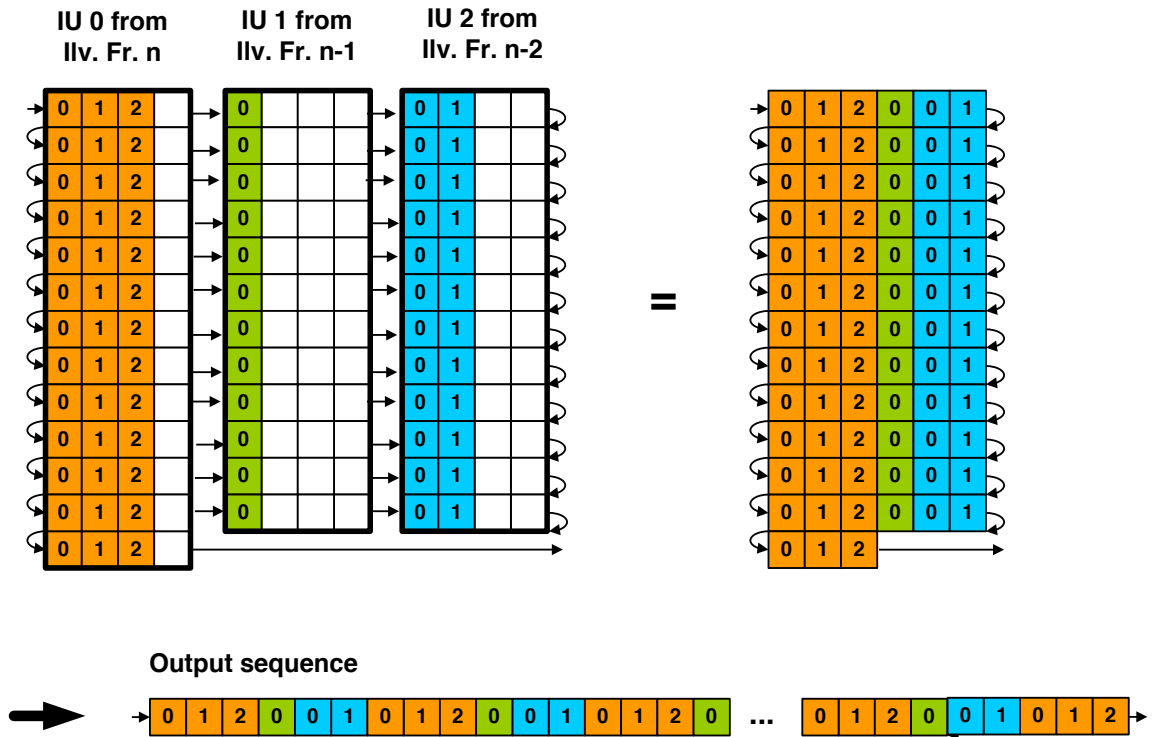 IU 0 from
Ilv. Fr. n
IU 1 from
Ilv. Fr. n-1
IU 2 from
Ilv. Fr. n-2
0 1 2 0 0 1 0 1 2 0 0 1
0 1 2 0 0 1 0 1 2 0 0 1
0 1 2 0 0 1 0 1 2 0 0 1
0 1 2 0 0 1 0 1 2 0 0 1
0 1 2 0 0 1 0 1 2 0 0 1
0 1 2 0 0 1 = 0 1 2 0 0 1
0 1 2 0 0 1 0 1 2 0 0 1
0 1 2 0 0 1 0 1 2 0 0 1
0 1 2 0 0 1 0 1 2 0 0 1
0 1 2 0 0 1 0 1 2 0 0 1
0 1 2 0 0 1 0 1 2 0 0 1
0 1 2 0 0 1 0 1 2 0 0 1
0 1 2 0 1 2
Output sequence
0 1 2 0 0 1 0 1 2 0 0 1 0 1 2 0 ... 0 1 2 0 0 1 0 1 2